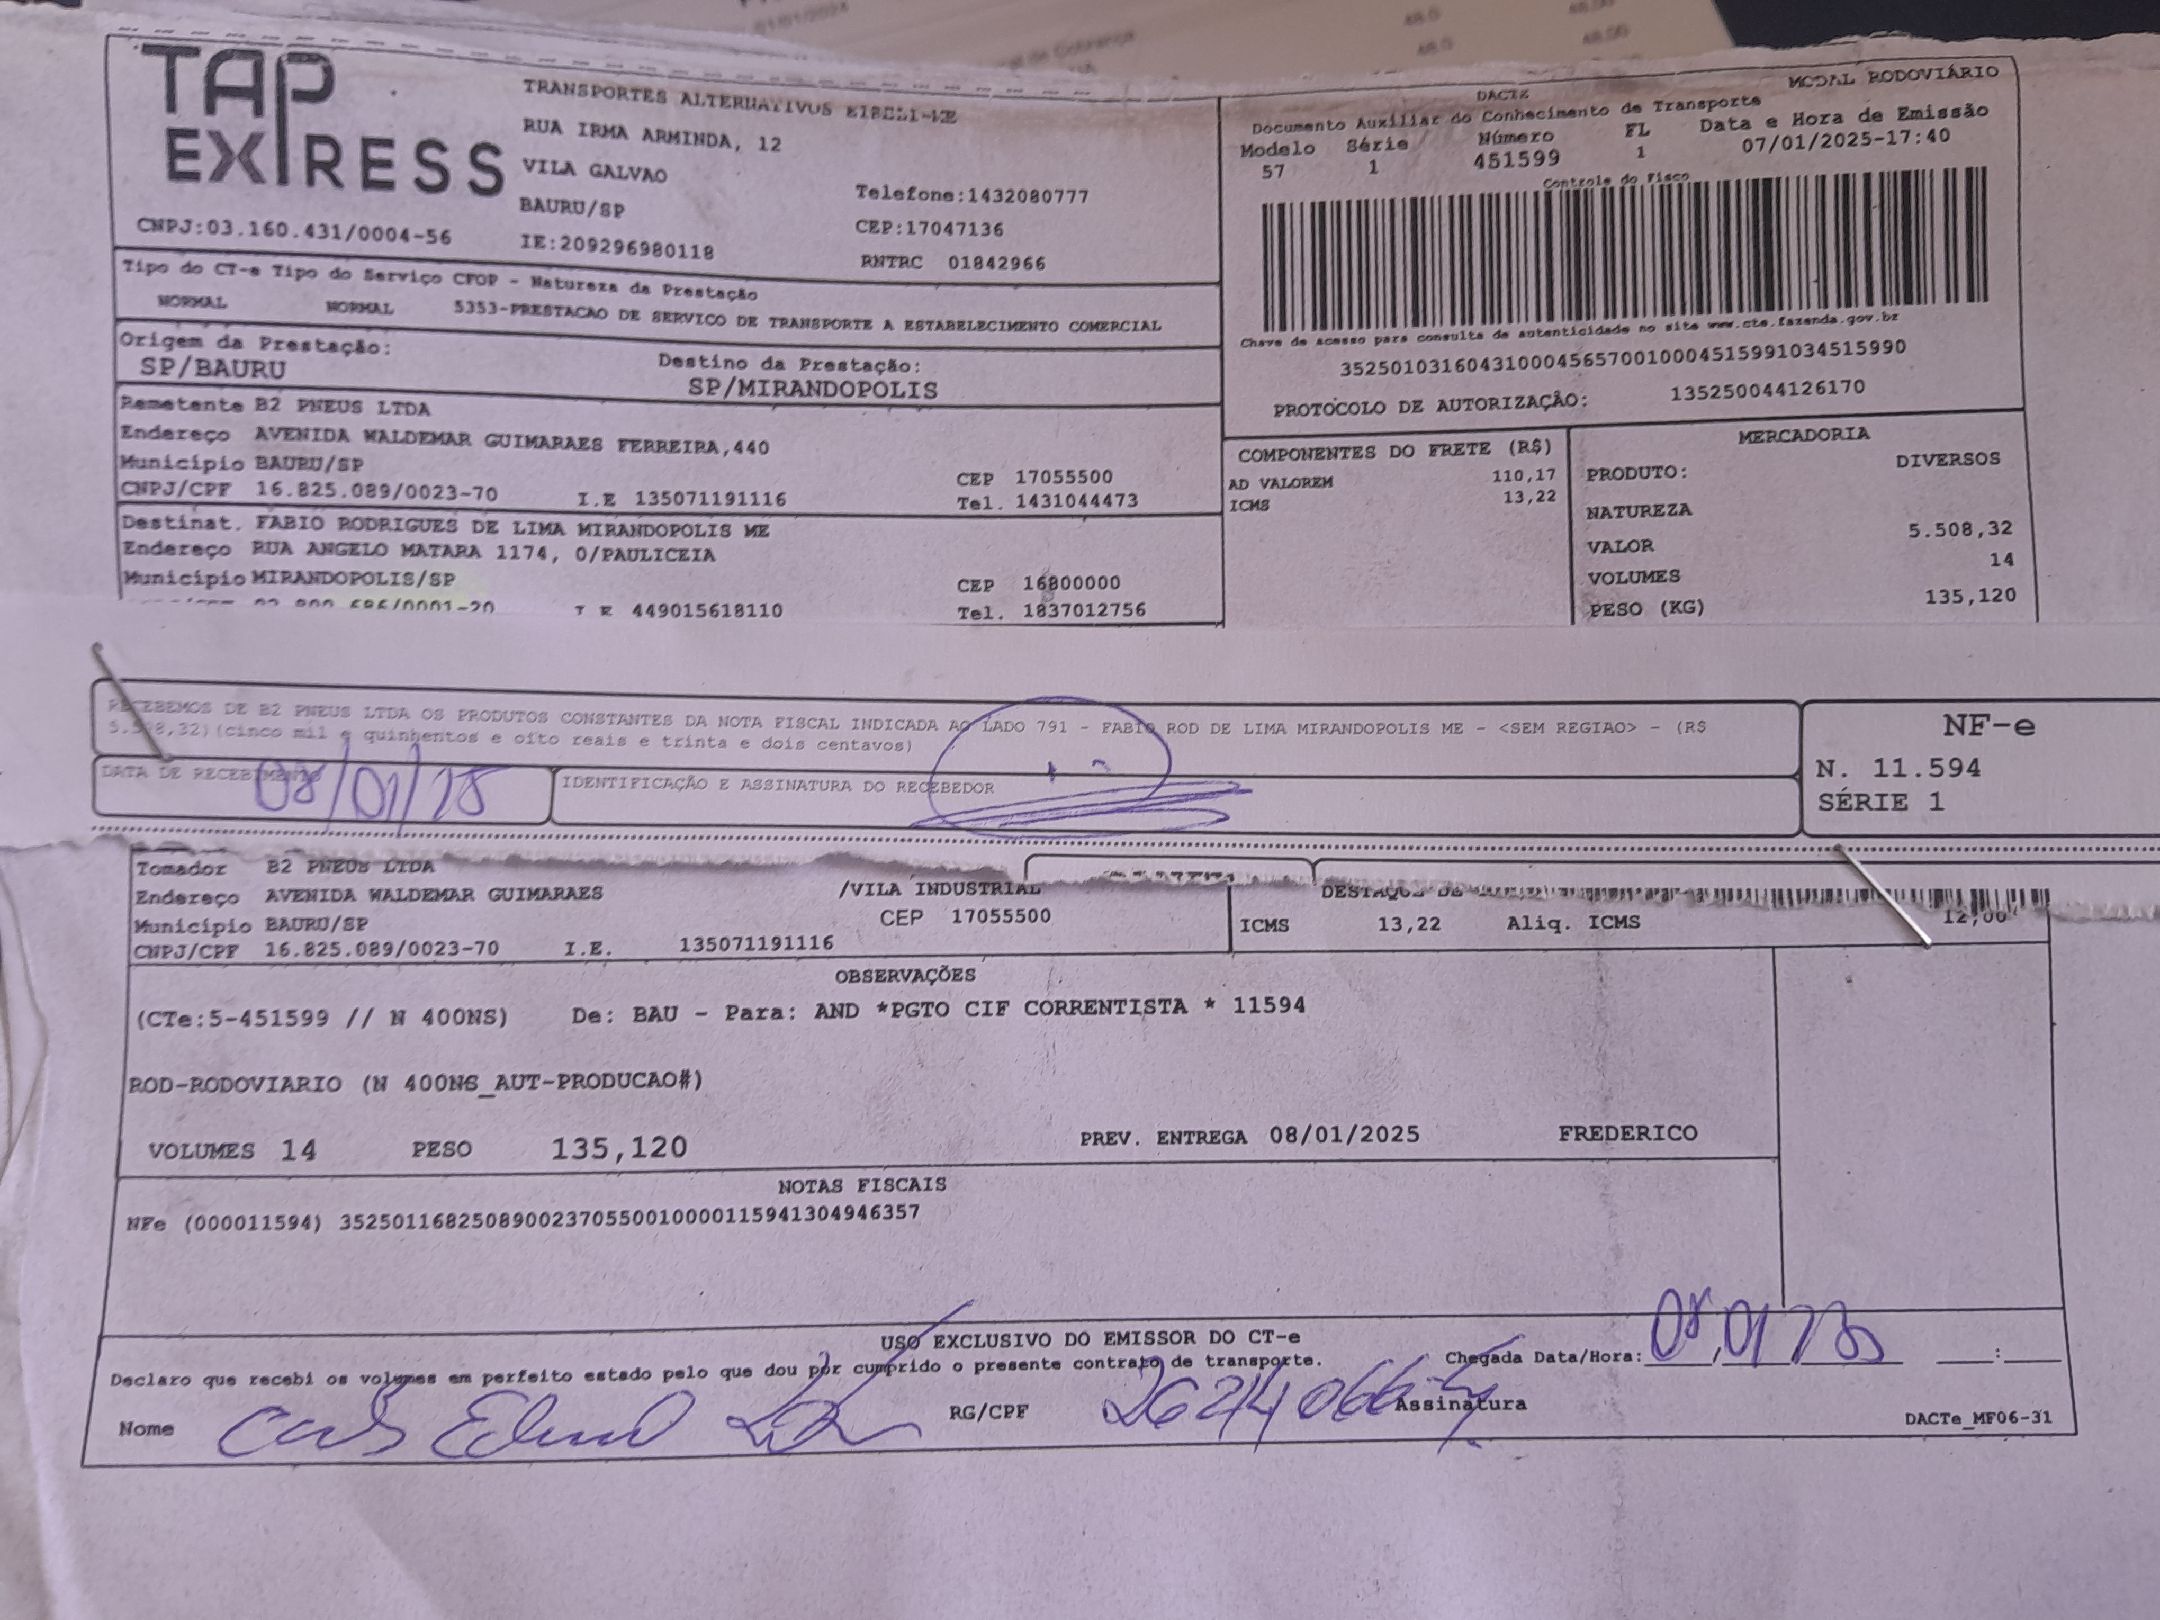 TAP
EXPRESS
TRANSPORTES ALTERNATIVOS EIRELI-ME
RUA IRMA ARMINDA, 12
VILA GALVAO
BAURU/SP
Telefone:1432080777
CEP:17047136
CNPJ:03.160.431/0004-56
IE:209296980118
RNTRC 01842966
Tipo do CT-e Tipo do Serviço CFOP - Natureza da Prestação
NORMAL NORMAL 5353-PRESTACAO DE SERVICO DE TRANSPORTE A ESTABELECIMENTO COMERCIAL
Origem da Prestação:
SP/BAURU
Destino da Prestação:
SP/MIRANDOPOLIS
Remetente B2 PNEUS LTDA
Endereço AVENIDA WALDEMAR GUIMARAES FERREIRA,440
Município BAURU/SP CEP 17055500
CNPJ/CPF 16.825.089/0023-70 I.E 135071191116 Tel. 1431044473
Destinat. FABIO RODRIGUES DE LIMA MIRANDOPOLIS ME
Endereço RUA ANGELO MATARA 1174, 0/PAULICEIA
Município MIRANDOPOLIS/SP CEP 16800000
449015618110 Tel. 1837012756
DACTE
MODAL RODOVIÁRIO
Documento Auxiliar do Conhecimento de Transporte
Modelo Série Número FL Data e Hora de Emissão
57 1 451599 1 07/01/2025-17:40
Controle do Fisco
Chave de acesso para consulta de autenticidade no site www.cte.fazenda.gov.br
35250103160431000456570010004515991034515990
PROTOCOLO DE AUTORIZAÇÃO: 135250044126170
COMPONENTES DO FRETE (R$)
AD VALOREM 110,17
ICMS 13,22
MERCADORIA
PRODUTO: DIVERSOS
NATUREZA
VALOR 5.508,32
VOLUMES 14
PESO (KG) 135,120
RECEBEMOS DE B2 PNEUS LTDA OS PRODUTOS CONSTANTES DA NOTA FISCAL INDICADA AO LADO 791 - FABIO ROD DE LIMA MIRANDOPOLIS ME - <SEM REGIAO> - (R$
5.508,32)(cinco mil e quinhentos e oito reais e trinta e dois centavos)
DATA DE RECEBIMENTO
08/01/25
IDENTIFICAÇÃO E ASSINATURA DO RECEBEDOR
NF-e
N. 11.594
SÉRIE 1
Tomador B2 PNEUS LTDA
Endereço AVENIDA WALDEMAR GUIMARAES /VILA INDUSTRIAL
Município BAURU/SP CEP 17055500
CNPJ/CPF 16.825.089/0023-70 I.E. 135071191116
DESTAQUE DE
ICMS 13,22 Aliq. ICMS 12,00
OBSERVAÇÕES
(CTe:5-451599 // N 400NS) De: BAU - Para: AND *PGTO CIF CORRENTISTA * 11594
ROD-RODOVIARIO (N 400NS_AUT-PRODUCAO#)
VOLUMES 14 PESO 135,120 PREV. ENTREGA 08/01/2025 FREDERICO
NOTAS FISCAIS
NFe (000011594) 35250116825089002370550010000115941304946357
USO EXCLUSIVO DO EMISSOR DO CT-e
Declaro que recebi os volumes em perfeito estado pelo que dou por cumprido o presente contrato de transporte.
Chegada Data/Hora: 08,01 :
Nome
RG/CPF
Assinatura
DACTe_MF06-31